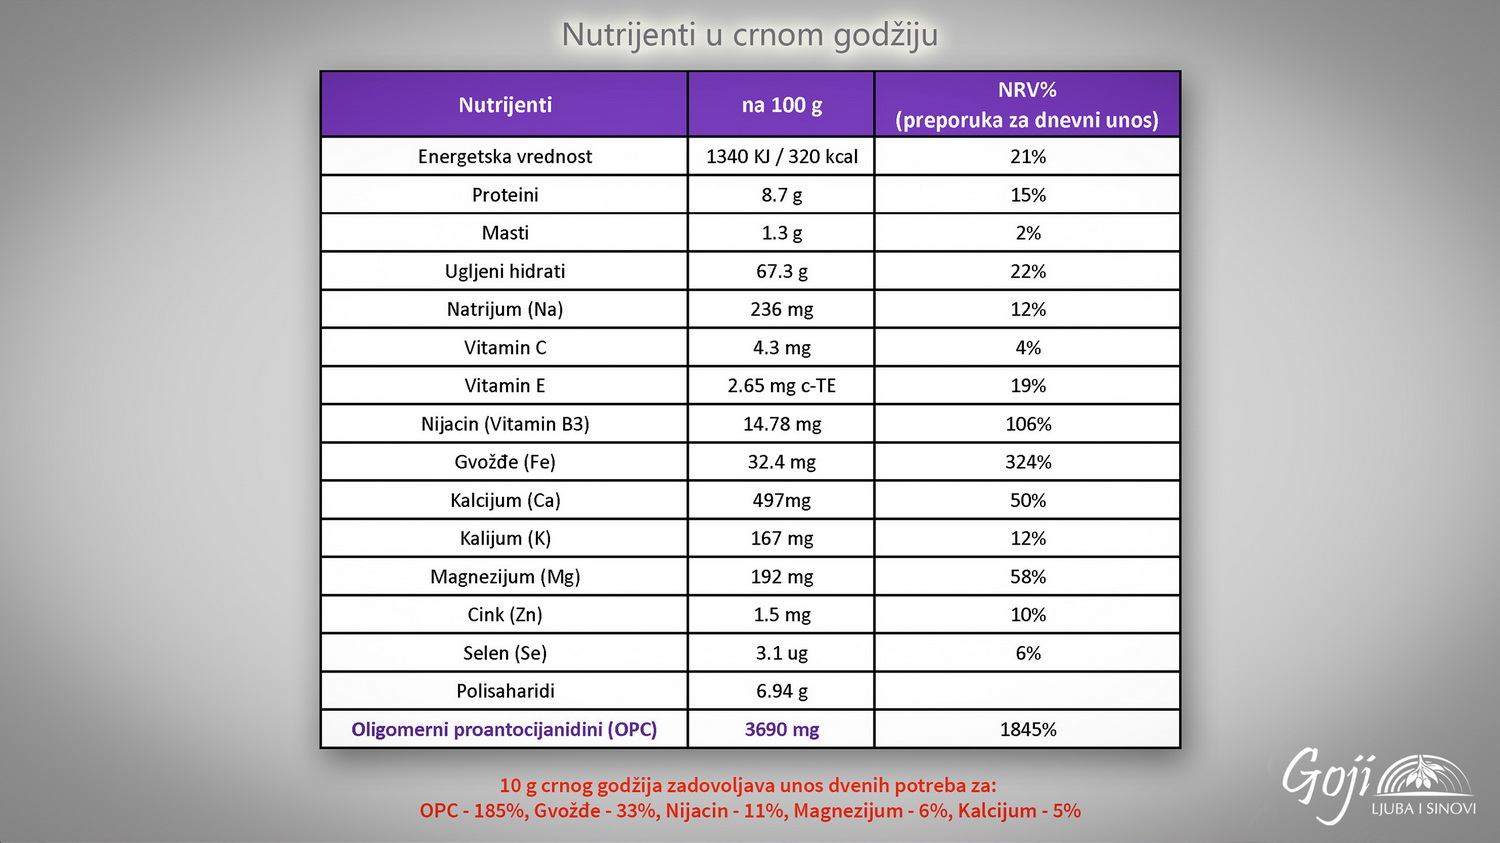 Nutrijenti u crnom godžiju
Nutrijenti na 100 g NRV% (preporuka za dnevni unos)
Energetska vrednost 1340 KJ / 320 kcal 21%
Proteini 8.7 g 15%
Masti 1.3 g 2%
Ugljeni hidrati 67.3 g 22%
Natrijum (Na) 236 mg 12%
Vitamin C 4.3 mg 4%
Vitamin E 2.65 mg c-TE 19%
Nijacin (Vitamin B3) 14.78 mg 106%
Gvožđe (Fe) 32.4 mg 324%
Kalcijum (Ca) 497mg 50%
Kalijum (K) 167 mg 12%
Magnezijum (Mg) 192 mg 58%
Cink (Zn) 1.5 mg 10%
Selen (Se) 3.1 ug 6%
Polisaharidi 6.94 g
Oligomerni proantocijanidini (OPC) 3690 mg 1845%
10 g crnog godžija zadovoljava unos dvenih potreba za:
OPC - 185%, Gvožđe - 33%, Nijacin - 11%, Magnezijum - 6%, Kalcijum - 5%
Goji
LJUBA I SINOVI